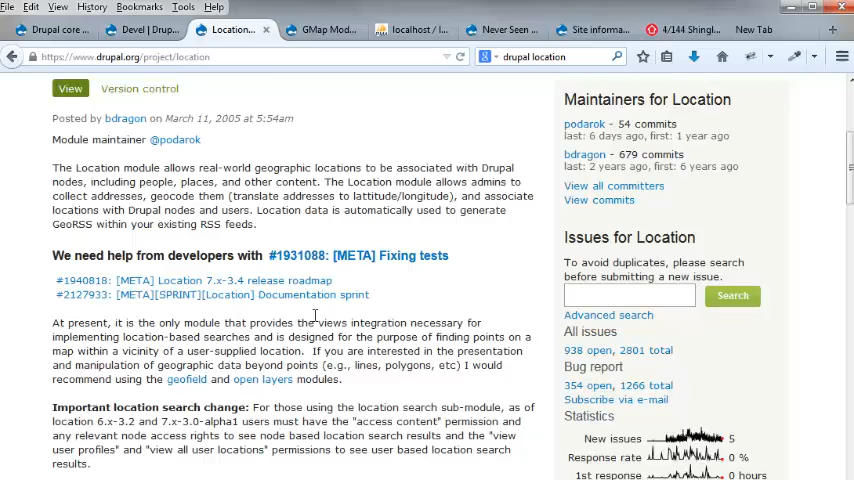 File Edit View History Bookmarks Tools Help
Drupal core ... Devel | Drup... Location... × GMap Mod... localhost / l... Never Seen ... Site informa... 4/144 Shingl... New Tab +
https://www.drupal.org/project/location
drupal location
View Version control
Posted by bdragon on March 11, 2005 at 5:54am
Module maintainer @podarok
The Location module allows real-world geographic locations to be associated with Drupal
nodes, including people, places, and other content. The Location module allows admins to
collect addresses, geocode them (translate addresses to lattitude/longitude), and associate
locations with Drupal nodes and users. Location data is automatically used to generate
GeoRSS within your existing RSS feeds.
We need help from developers with #1931088: [META] Fixing tests
#1940818: [META] Location 7.x-3.4 release roadmap
#2127933: [META][SPRINT][Location] Documentation sprint
At present, it is the only module that provides the views integration necessary for
implementing location-based searches and is designed for the purpose of finding points on a
map within a vicinity of a user-supplied location. If you are interested in the presentation
and manipulation of geographic data beyond points (e.g., lines, polygons, etc) I would
recommend using the geofield and open layers modules.
Important location search change: For those using the location search sub-module, as of
location 6.x-3.2 and 7.x-3.0-alpha1 users must have the "access content" permission and
any relevant node access rights to see node based location search results and the "view
user profiles" and "view all user locations" permissions to see user based location search
results.
Maintainers for Location
podarok - 54 commits
last: 6 days ago, first: 1 year ago
bdragon - 679 commits
last: 2 years ago, first: 6 years ago
View all committers
View commits
Issues for Location
To avoid duplicates, please search
before submitting a new issue.
Search
Advanced search
All issues
938 open, 2801 total
Bug report
354 open, 1266 total
Subscribe via e-mail
Statistics
New issues 5
Response rate 0 %
1st response 0 hours